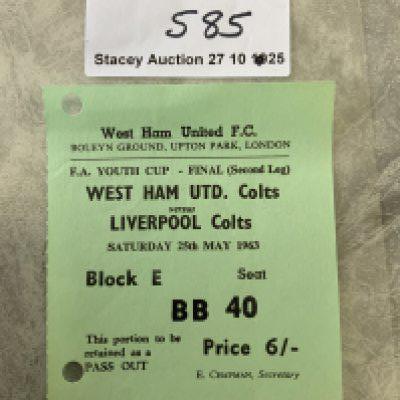 585
Stacey Auction 27 10 2025
West Ham United F.C.
BOLEYN GROUND, UPTON PARK, LONDON
F.A. YOUTH CUP - FINAL (Second Leg)
WEST HAM UTD. Colts
versus
LIVERPOOL Colts
SATURDAY 25th MAY 1963
Block E Seat
BB 40
This portion to be
retained as a
PASS OUT
Price 6/-
E. CHAPMAN, Secretary